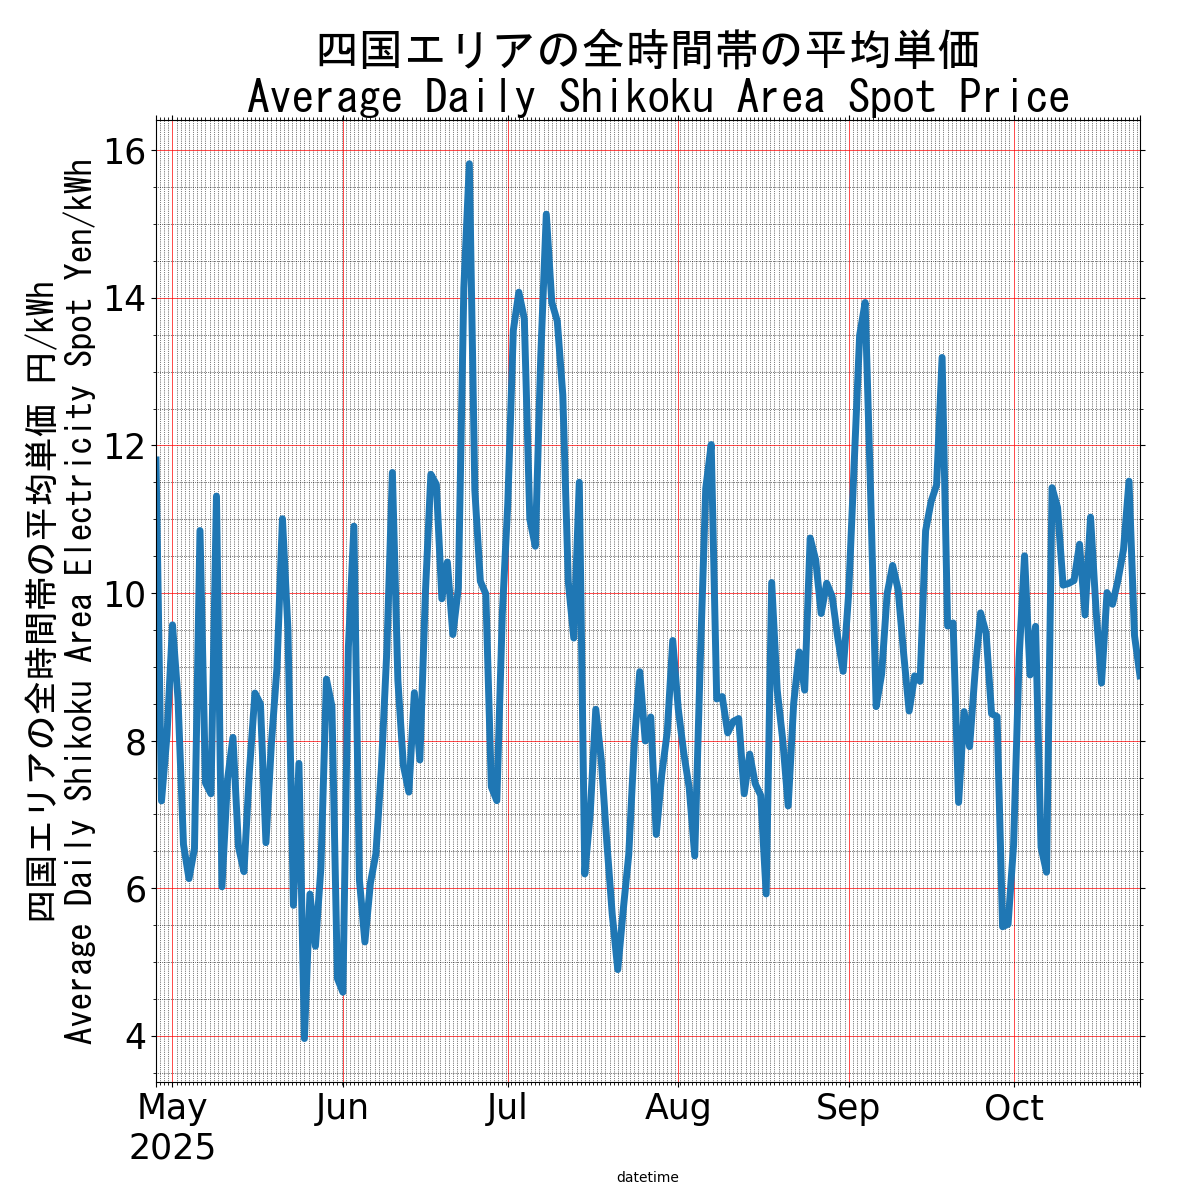 四国エリアの全時間帯の平均単価
Average Daily Shikoku Area Spot Price
四国エリアの全時間帯の平均単価 円/kWh
Average Daily Shikoku Area Electricity Spot Yen/kWh
16
14
12
10
8
6
4
May
2025
Jun
Jul
Aug
Sep
Oct
datetime